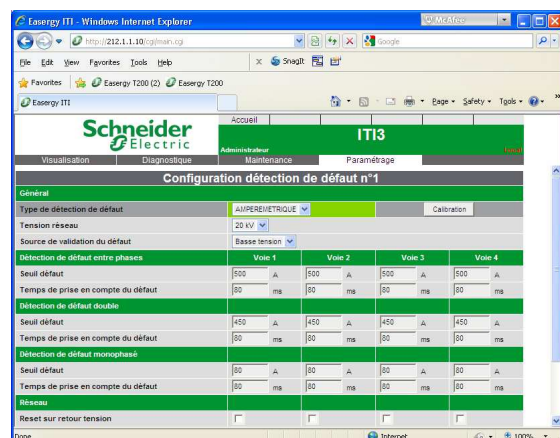 Easergy ITI - Windows Internet Explorer
McAfee
http://212.1.1.10/cgi/main.cgi
Google
File Edit View Favorites Tools Help
x SnagIt
Favorites Easergy T200 (2) Easergy T200
Easergy ITI
Page Safety Tools
Accueil
Schneider Electric
ITI3
Administrateur
Visualisation Diagnostique Maintenance Paramétrage
Configuration détection de défaut n°1
Général
Type de détection de défaut AMPEREMETRIQUE Calibration
Tension réseau 20 kV
Source de validation du défaut Basse tension
Détection de défaut entre phases Voie 1 Voie 2 Voie 3 Voie 4
Seuil défaut 500 A 500 A 500 A 500 A
Temps de prise en compte du défaut 80 ms 80 ms 80 ms 80 ms
Détection de défaut double
Seuil défaut 450 A 450 A 450 A 450 A
Temps de prise en compte du défaut 80 ms 80 ms 80 ms 80 ms
Détection de défaut monophasé
Seuil défaut 80 A 80 A 80 A 80 A
Temps de prise en compte du défaut 80 ms 80 ms 80 ms 80 ms
Réseau
Reset sur retour tension
Done Internet 100%